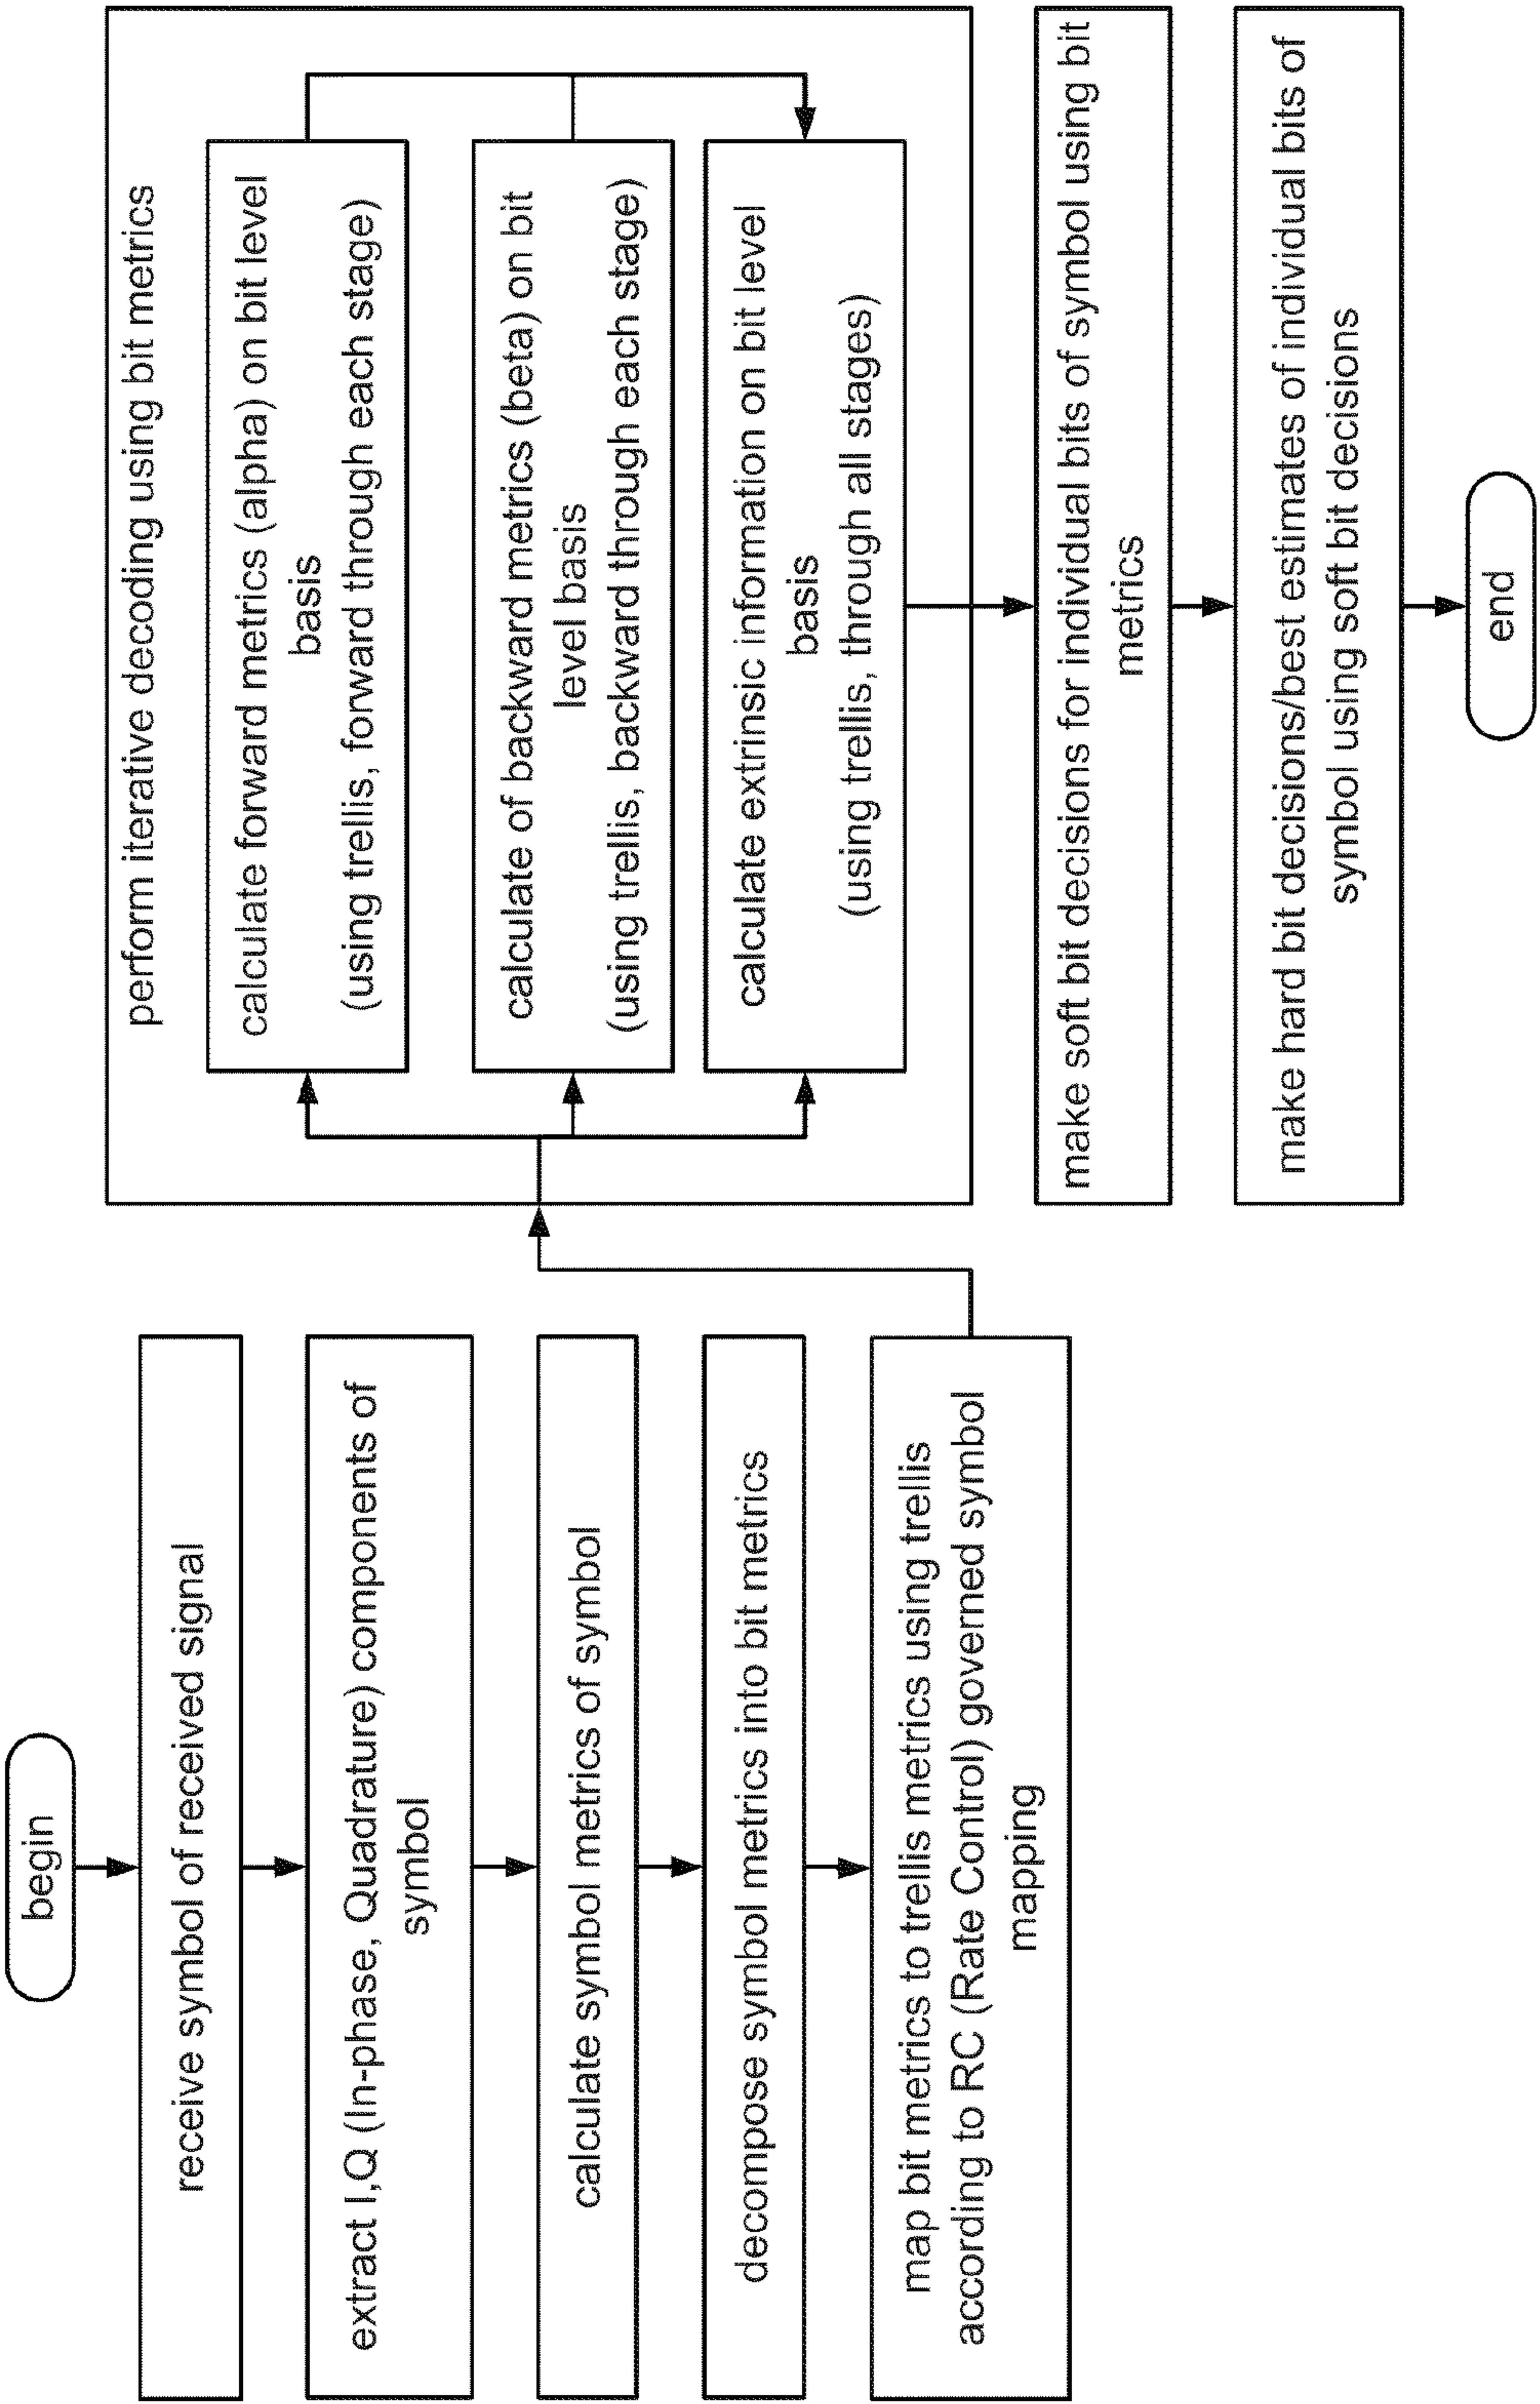 begin
receive symbol of received signal
extract I,Q (In-phase, Quadrature) components of
symbol
calculate symbol metrics of symbol
decompose symbol metrics into bit metrics
map bit metrics to trellis metrics using trellis
according to RC (Rate Control) governed symbol
mapping
perform iterative decoding using bit metrics
calculate forward metrics (alpha) on bit level
basis
(using trellis, forward through each stage)
calculate of backward metrics (beta) on bit
level basis
(using trellis, backward through each stage)
calculate extrinsic information on bit level
basis
(using trellis, through all stages)
make soft bit decisions for individual bits of symbol using bit
metrics
make hard bit decisions/best estimates of individual bits of
symbol using soft bit decisions
end